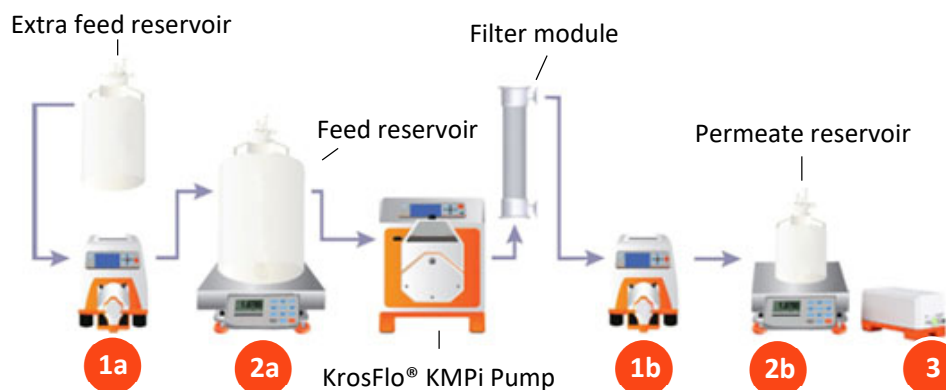 Extra feed reservoir
Filter module
Feed reservoir
Permeate reservoir
1a
2a
1b
2b
3
KrosFlo® KMPi Pump